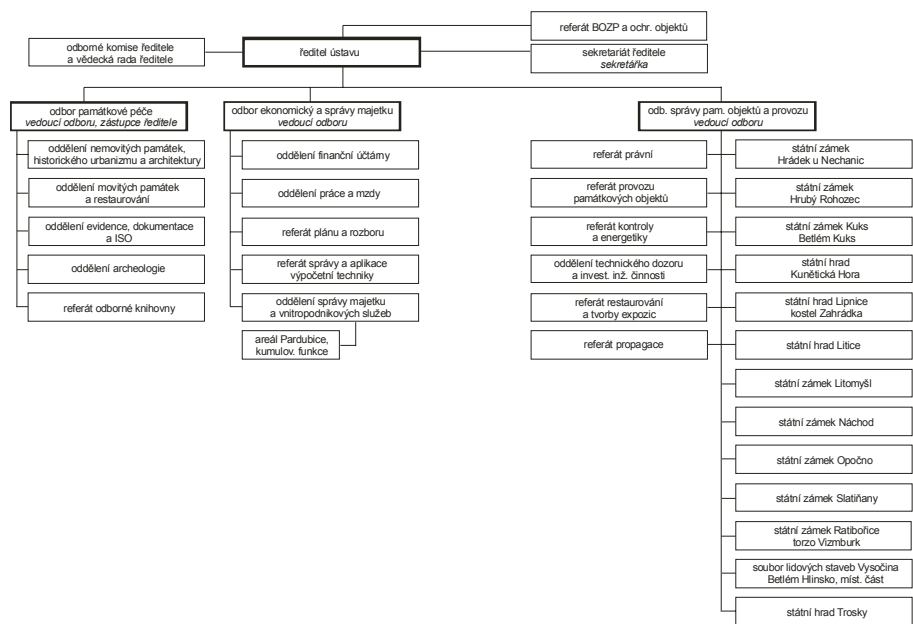 referát BOZP a ochr. objektů
odborné komise ředitele
a vědecká rada ředitele
ředitel ústavu
sekretariát ředitele
sekretářka
odbor památkové péče
vedoucí odboru, zástupce ředitele
oddělení nemovitých památek,
historického urbanizmu a architektury
oddělení movitých památek
a restaurování
oddělení evidence, dokumentace
a ISO
oddělení archeologie
referát odborné knihovny
odbor ekonomický a správy majetku
vedoucí odboru
oddělení finanční účtárny
oddělení práce a mzdy
referát plánu a rozboru
referát správy a aplikace
výpočetní techniky
oddělení správy majetku
a vnitropodnikových služeb
areál Pardubice,
kumulov. funkce
odb. správy pam. objektů a provozu
vedoucí odboru
referát právní
referát provozu
památkových objektů
referát kontroly
a energetiky
oddělení technického dozoru
a invest. inž. činnosti
referát restaurování
a tvorby expozic
referát propagace
státní zámek
Hrádek u Nechanic
státní zámek
Hrubý Rohozec
státní zámek Kuks
Betlém Kuks
státní hrad
Kunětická Hora
státní hrad Lipnice
kostel Zahrádka
státní hrad Litice
státní zámek Litomyšl
státní zámek Náchod
státní zámek Opočno
státní zámek Slatiňany
státní zámek Ratibořice
torzo Vizmburk
soubor lidových staveb Vysočina
Betlém Hlinsko, míst. část
státní hrad Trosky